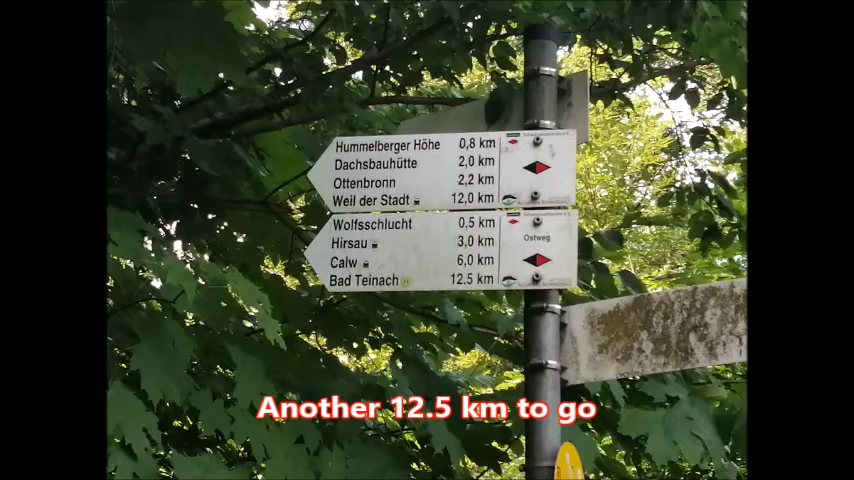 Hummelberger Höhe 0,8 km
Dachsbauhütte 2,0 km
Ottenbronn 2,2 km
Weil der Stadt 12,0 km
Wolfsschlucht 0,5 km
Hirsau 3,0 km
Calw 6,0 km
Bad Teinach 12.5 km
Ostweg
Another 12.5 km to go